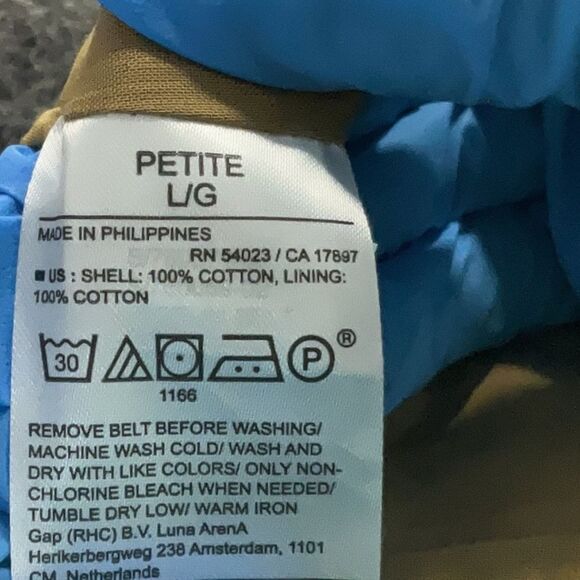 PETITE
L/G
MADE IN PHILIPPINES
RN 54023 / CA 17897
US : SHELL: 100% COTTON, LINING:
100% COTTON
30 P ®
1166
REMOVE BELT BEFORE WASHING/
MACHINE WASH COLD/ WASH AND
DRY WITH LIKE COLORS/ ONLY NON-
CHLORINE BLEACH WHEN NEEDED/
TUMBLE DRY LOW/ WARM IRON
Gap (RHC) B.V. Luna ArenA
Herikerbergweg 238 Amsterdam, 1101
CM, Netherlands